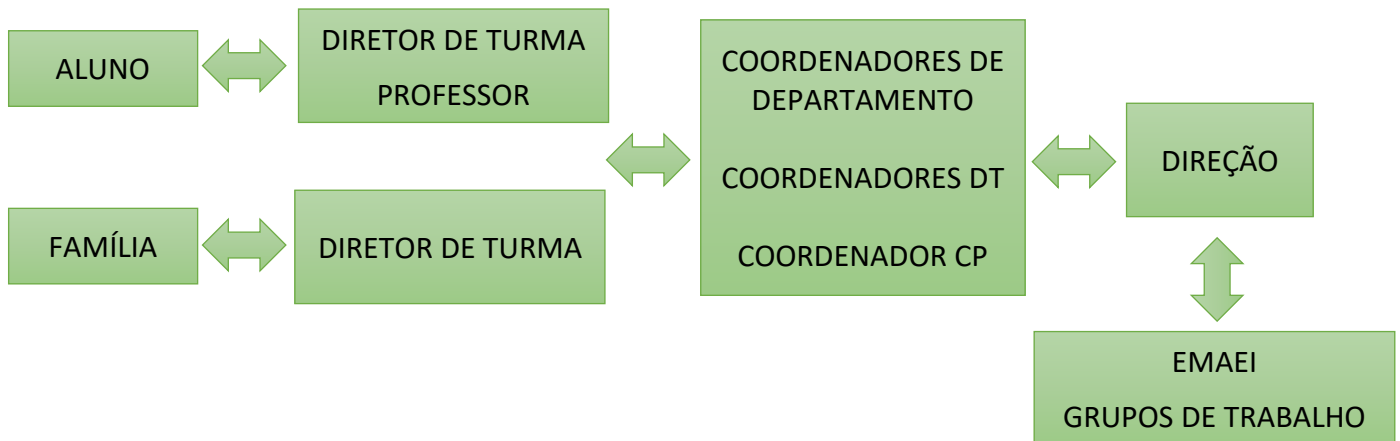 ALUNO
DIRETOR DE TURMA
PROFESSOR
FAMÍLIA
DIRETOR DE TURMA
COORDENADORES DE
DEPARTAMENTO
COORDENADORES DT
COORDENADOR CP
DIREÇÃO
EMAEI
GRUPOS DE TRABALHO